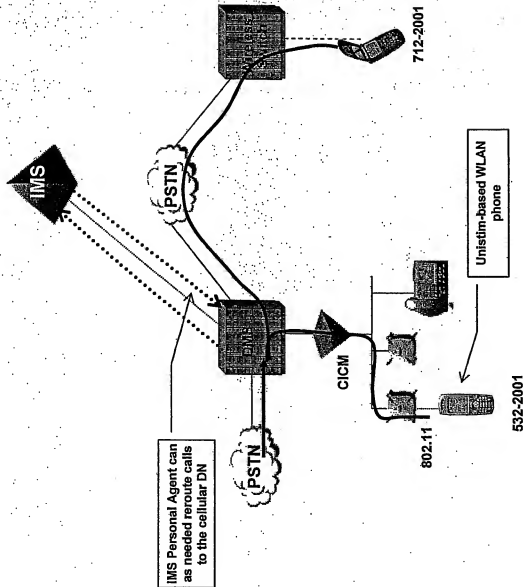 IMS
PSTN
712-2001
IMS Personal Agent can
as needed reroute calls
to the cellular DN
DMS
PSTN
CICM
802.11
Unistim-based WLAN
phone
532-2001